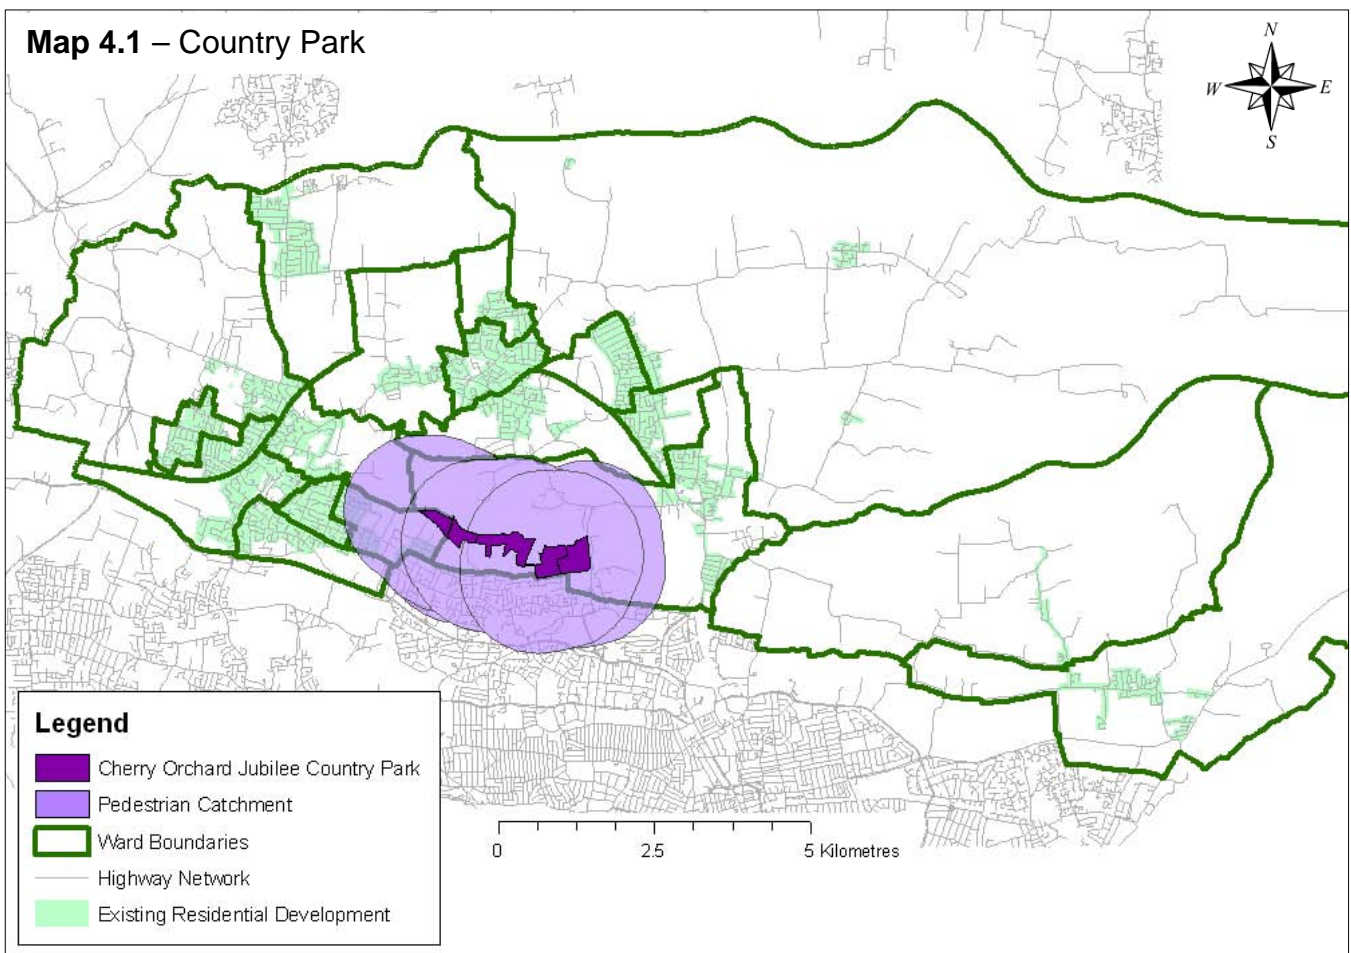 Map 4.1 – Country Park
N
W E
S
Legend
Cherry Orchard Jubilee Country Park
Pedestrian Catchment
Ward Boundaries
Highway Network
Existing Residential Development
0 2.5 5 Kilometres